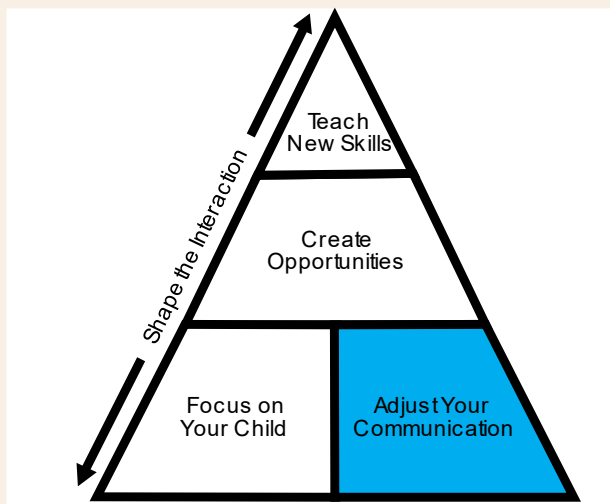 Teach
New Skills
Shape the Interaction
Create
Opportunities
Focus on
Your Child
Adjust Your
Communication